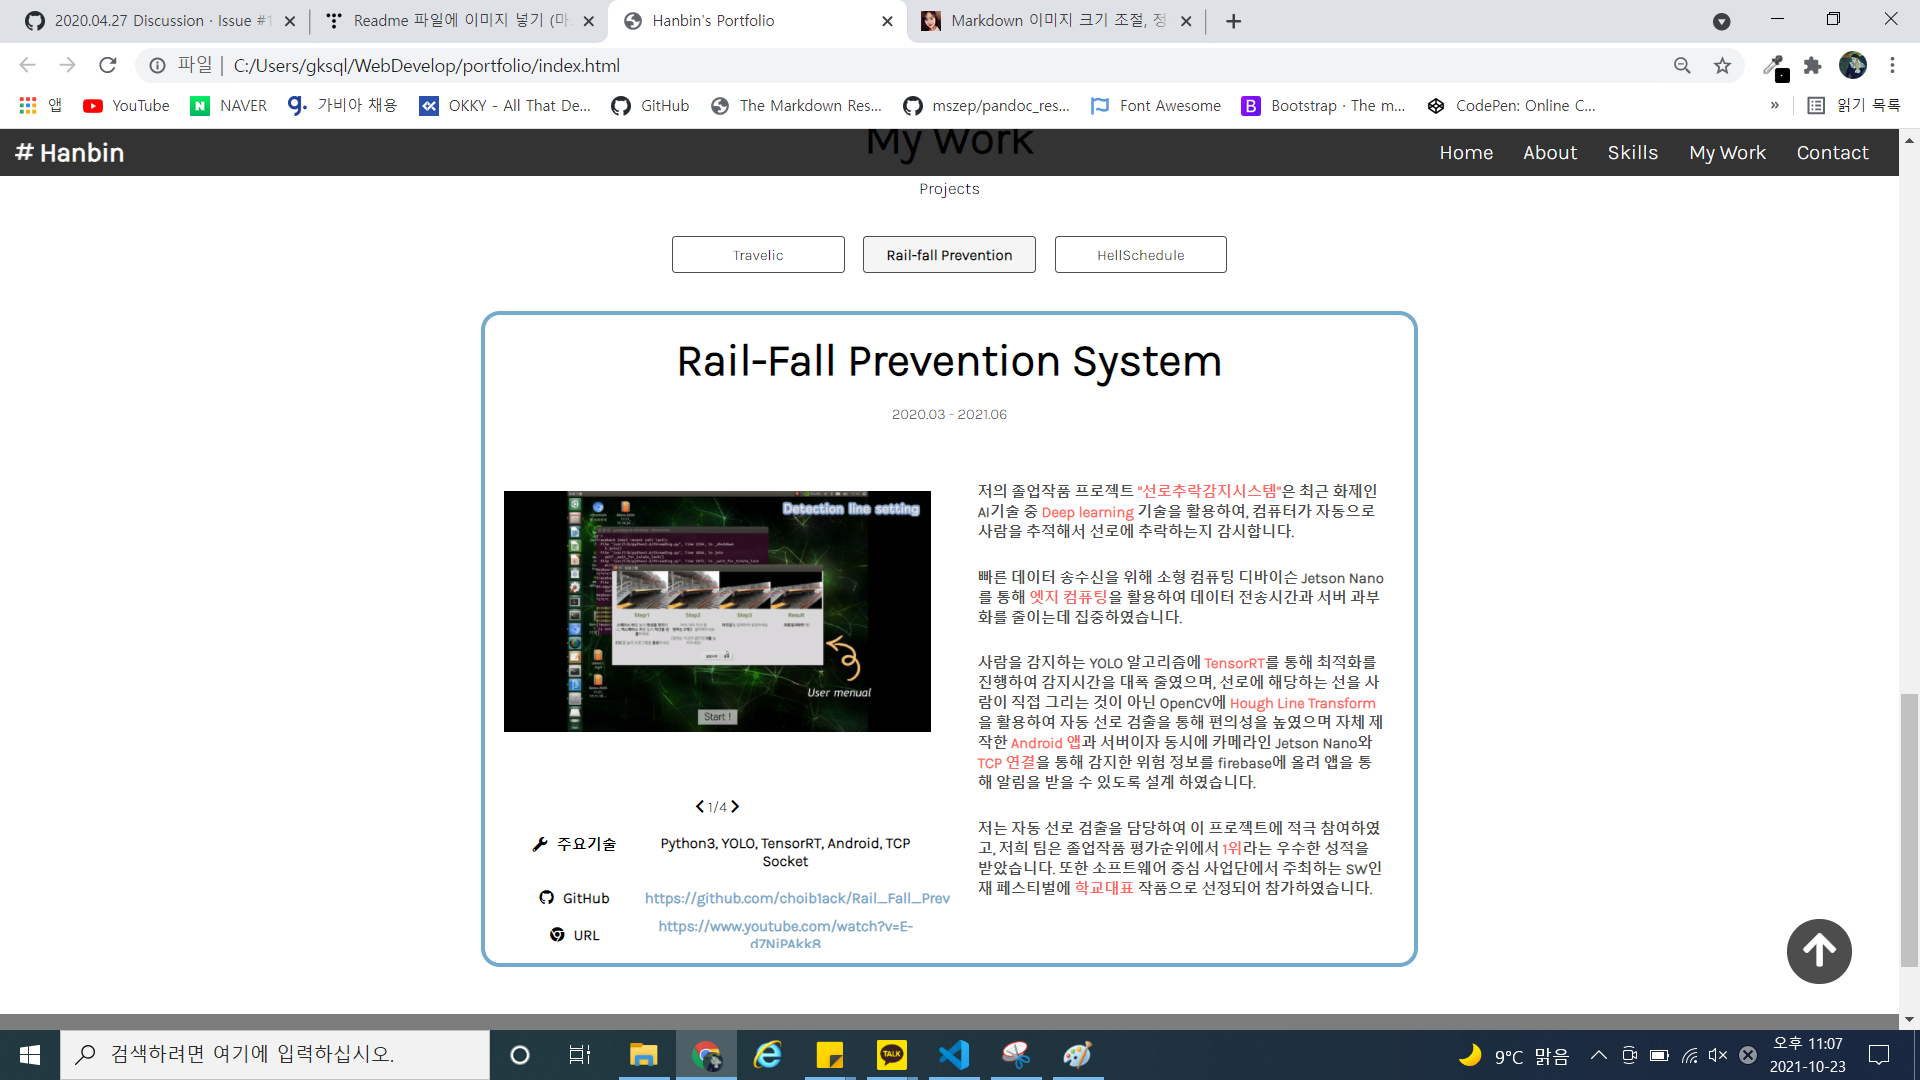 2020.04.27 Discussion · Issue #1
Readme 파일에 이미지 넣기 (마
Hanbin's Portfolio
Markdown 이미지 크기 조절, 정
파일 | C:/Users/gksql/WebDevelop/portfolio/index.html
앱
YouTube
NAVER
가비아 채용
OKKY - All That De...
GitHub
The Markdown Res...
mszep/pandoc_res...
Font Awesome
Bootstrap · The m...
CodePen: Online C...
»
읽기 목록
# Hanbin
My Work
Home
About
Skills
My Work
Contact
Projects
Travelic
Rail-fall Prevention
HellSchedule
Rail-Fall Prevention System
2020.03 - 2021.06
Detection line setting
Step1
Step2
Step3
Result
User menual
Start !
1/4
주요기술
Python3, YOLO, TensorRT, Android, TCP
Socket
GitHub
https://github.com/choib1ack/Rail_Fall_Prev
URL
https://www.youtube.com/watch?v=E-
d7NiPAkk8
저의 졸업작품 프로젝트 "선로추락감지시스템"은 최근 화제인
AI기술 중 Deep learning 기술을 활용하여, 컴퓨터가 자동으로
사람을 추적해서 선로에 추락하는지 감시합니다.
빠른 데이터 송수신을 위해 소형 컴퓨팅 디바이슨 Jetson Nano
를 통해 엣지 컴퓨팅을 활용하여 데이터 전송시간과 서버 과부
화를 줄이는데 집중하였습니다.
사람을 감지하는 YOLO 알고리즘에 TensorRT를 통해 최적화를
진행하여 감지시간을 대폭 줄였으며, 선로에 해당하는 선을 사
람이 직접 그리는 것이 아닌 OpenCV에 Hough Line Transform
을 활용하여 자동 선로 검출을 통해 편의성을 높였으며 자체 제
작한 Android 앱과 서버이자 동시에 카메라인 Jetson Nano와
TCP 연결을 통해 감지한 위험 정보를 firebase에 올려 앱을 통
해 알림을 받을 수 있도록 설계 하였습니다.
저는 자동 선로 검출을 담당하여 이 프로젝트에 적극 참여하였
고, 저희 팀은 졸업작품 평가순위에서 1위라는 우수한 성적을
받았습니다. 또한 소프트웨어 중심 사업단에서 주최하는 SW인
재 페스티벌에 학교대표 작품으로 선정되어 참가하였습니다.
검색하려면 여기에 입력하십시오.
TALK
9°C 맑음
오후 11:07
2021-10-23